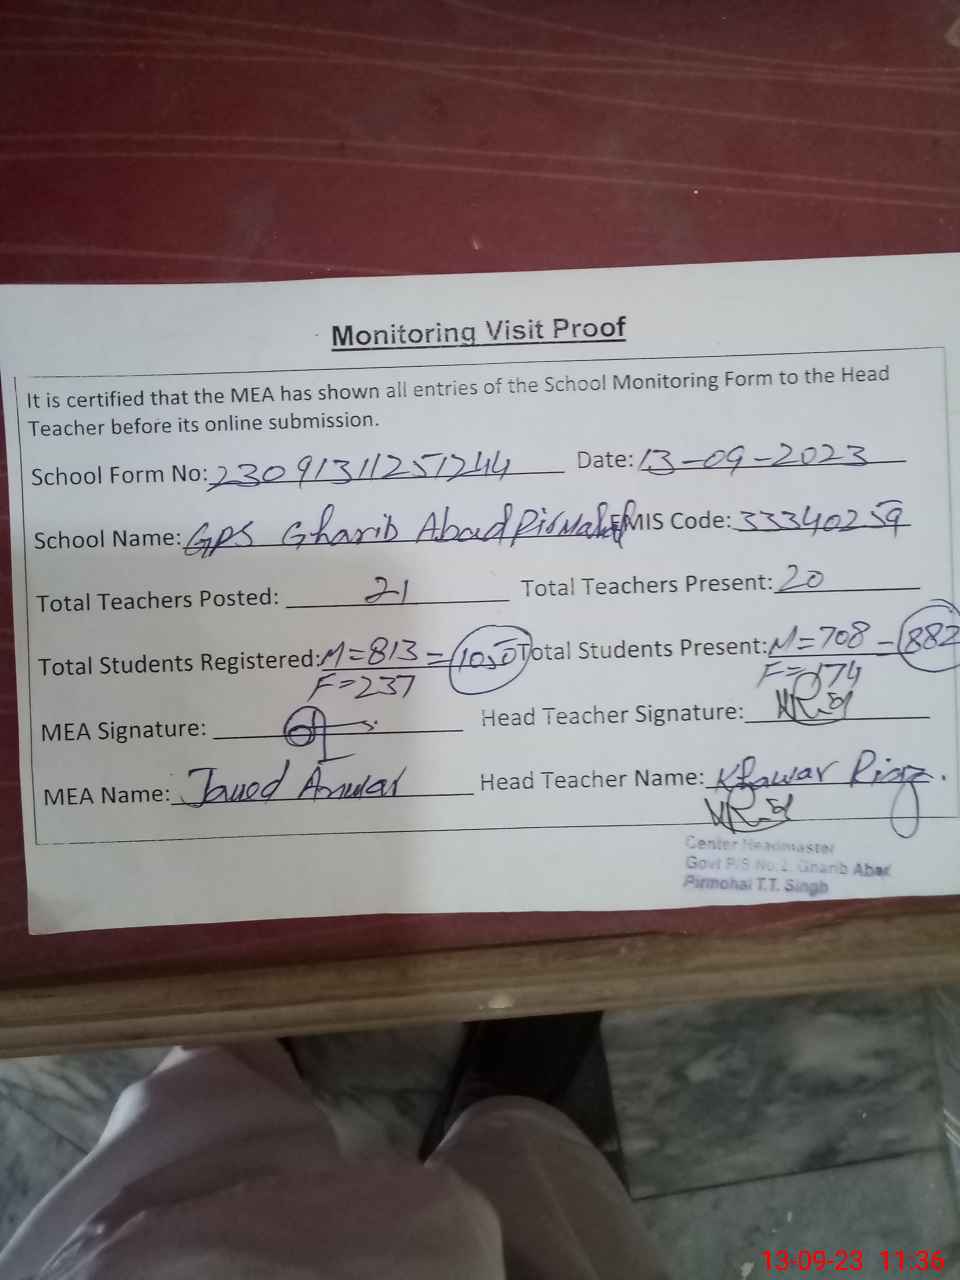 Monitoring Visit Proof
It is certified that the MEA has shown all entries of the School Monitoring Form to the Head
Teacher before its online submission.
School Form No: 23091311251244 Date: 13-09-2023
School Name: GPS Gharib Abad Pirmahal EMIS Code: 33340259
Total Teachers Posted: 21 Total Teachers Present: 20
Total Students Registered: M=813 = 1050 Total Students Present: M=708 - 882
F=237 F=174
MEA Signature: Head Teacher Signature:
MEA Name: Javed Anwar Head Teacher Name: Khawar Riaz.
Center Headmaster
Govt P/S No.2. Gharib Abad
Pirmohal T.T. Singh
13-09-23 11:36